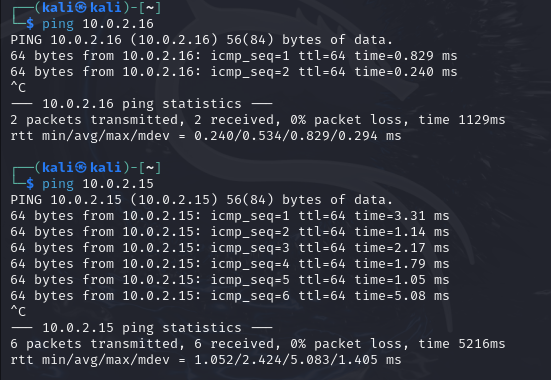 ┌──(kali㉿kali)-[~]
└─$ ping 10.0.2.16
PING 10.0.2.16 (10.0.2.16) 56(84) bytes of data.
64 bytes from 10.0.2.16: icmp_seq=1 ttl=64 time=0.829 ms
64 bytes from 10.0.2.16: icmp_seq=2 ttl=64 time=0.240 ms
^C
--- 10.0.2.16 ping statistics ---
2 packets transmitted, 2 received, 0% packet loss, time 1129ms
rtt min/avg/max/mdev = 0.240/0.534/0.829/0.294 ms
┌──(kali㉿kali)-[~]
└─$ ping 10.0.2.15
PING 10.0.2.15 (10.0.2.15) 56(84) bytes of data.
64 bytes from 10.0.2.15: icmp_seq=1 ttl=64 time=3.31 ms
64 bytes from 10.0.2.15: icmp_seq=2 ttl=64 time=1.14 ms
64 bytes from 10.0.2.15: icmp_seq=3 ttl=64 time=2.17 ms
64 bytes from 10.0.2.15: icmp_seq=4 ttl=64 time=1.79 ms
64 bytes from 10.0.2.15: icmp_seq=5 ttl=64 time=1.05 ms
64 bytes from 10.0.2.15: icmp_seq=6 ttl=64 time=5.08 ms
^C
--- 10.0.2.15 ping statistics ---
6 packets transmitted, 6 received, 0% packet loss, time 5216ms
rtt min/avg/max/mdev = 1.052/2.424/5.083/1.405 ms